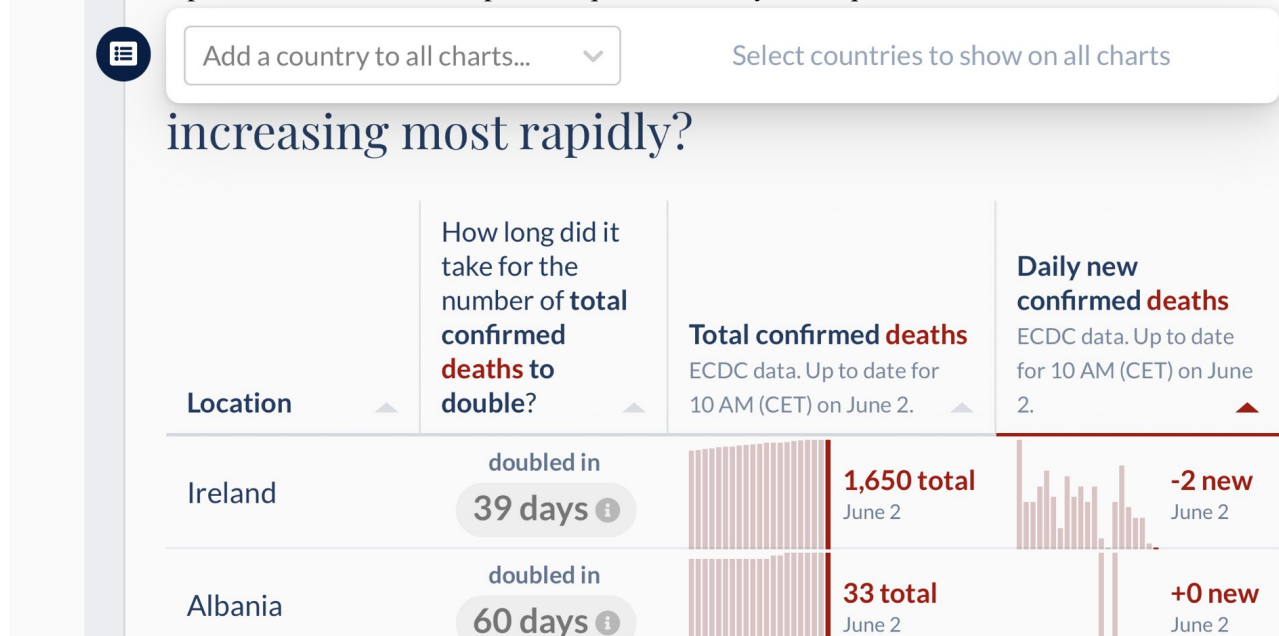 Add a country to all charts...
Select countries to show on all charts
increasing most rapidly?
Location
How long did it
take for the
number of total
confirmed
deaths to
double?
Total confirmed deaths
ECDC data. Up to date for
10 AM (CET) on June 2.
Daily new
confirmed deaths
ECDC data. Up to date
for 10 AM (CET) on June
2.
Ireland
doubled in
39 days
1,650 total
June 2
-2 new
June 2
Albania
doubled in
60 days
33 total
June 2
+0 new
June 2